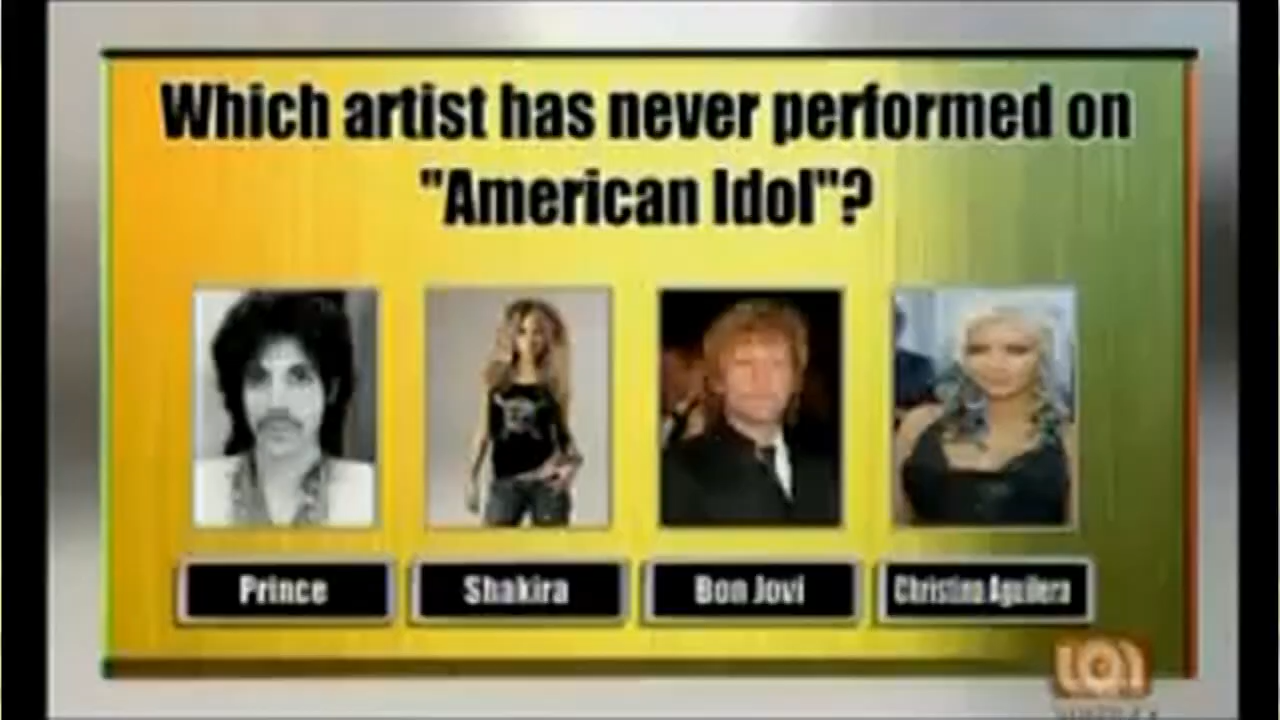 Which artist has never performed on
"American Idol"?
Prince
Shakira
Bon Jovi
Christina Aguilera